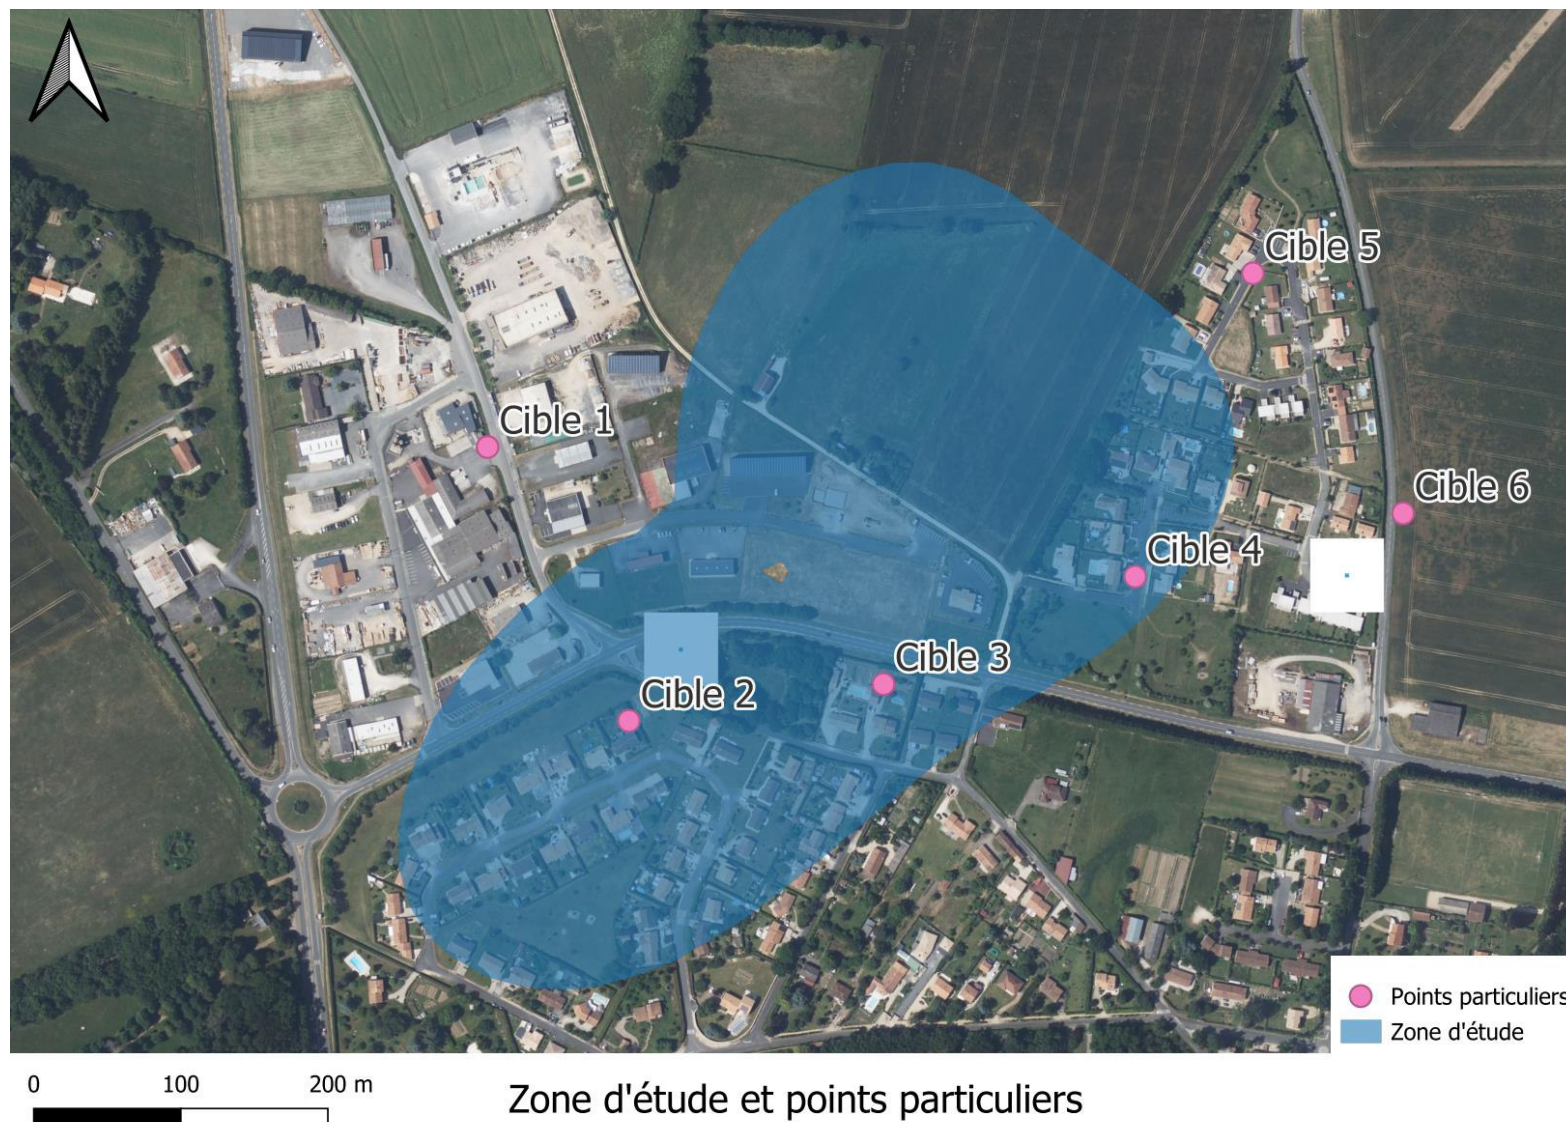 Cible 5
Cible 1
Cible 6
Cible 4
Cible 3
Cible 2
Points particuliers
Zone d'étude
0 100 200 m
Zone d'étude et points particuliers